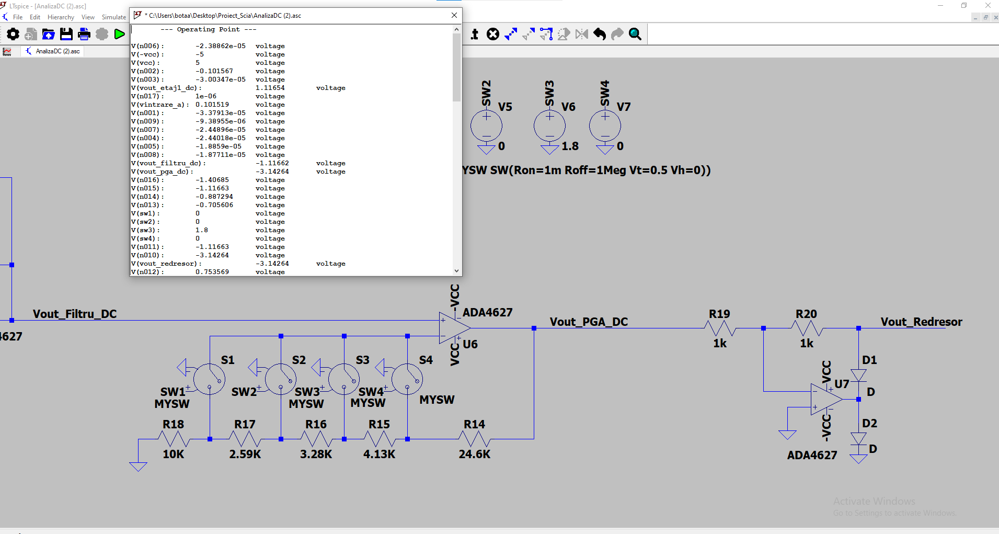 LTspice - [AnalizaDC (2).asc]
File Edit Hierarchy View Simulate
* C:\Users\botaa\Desktop\Proiect_Scia\AnalizaDC (2).asc
.t
AnalizaDC (2).asc
--- Operating Point ---
V(n006): -2.38862e-05 voltage
V(-vcc): -5 voltage
V(vcc): 5 voltage
V(n002): -0.101567 voltage
V(n003): -3.00347e-05 voltage
V(vout_etaj1_dc): 1.11654 voltage
V(n017): 1e-06 voltage
V(vintrare_a): 0.101519 voltage
V(n001): -3.37913e-05 voltage
V(n009): -9.38955e-06 voltage
V(n007): -2.44896e-05 voltage
V(n004): -2.44018e-05 voltage
V(n005): -1.8859e-05 voltage
V(n008): -1.87711e-05 voltage
V(vout_filtru_dc): -1.11662 voltage
V(vout_pga_dc): -3.14264 voltage
V(n016): -1.40685 voltage
V(n015): -1.11663 voltage
V(n014): -0.887294 voltage
V(n013): -0.705606 voltage
V(sw1): 0 voltage
V(sw2): 0 voltage
V(sw3): 1.8 voltage
V(sw4): 0 voltage
V(n011): -1.11663 voltage
V(n010): -3.14264 voltage
V(vout_redresor): -3.14264 voltage
V(n012): 0.753569 voltage
SW2 SW3 SW4
V5 V6 V7
0 1.8 0
YSW SW(Ron=1m Roff=1Meg Vt=0.5 Vh=0))
Vout_Filtru_DC
4627
-VCC
ADA4627
VCC
U6
Vout_PGA_DC
R19 R20
1k 1k
Vout_Redresor
S1 S2 S3 S4
SW1 SW2 SW3 SW4
MYSW MYSW MYSW MYSW
R18 R17 R16 R15 R14
10K 2.59K 3.28K 4.13K 24.6K
D1
VCC
U7
D
D2
-VCC
D
ADA4627
Activate Windows
Go to Settings to activate Windows.